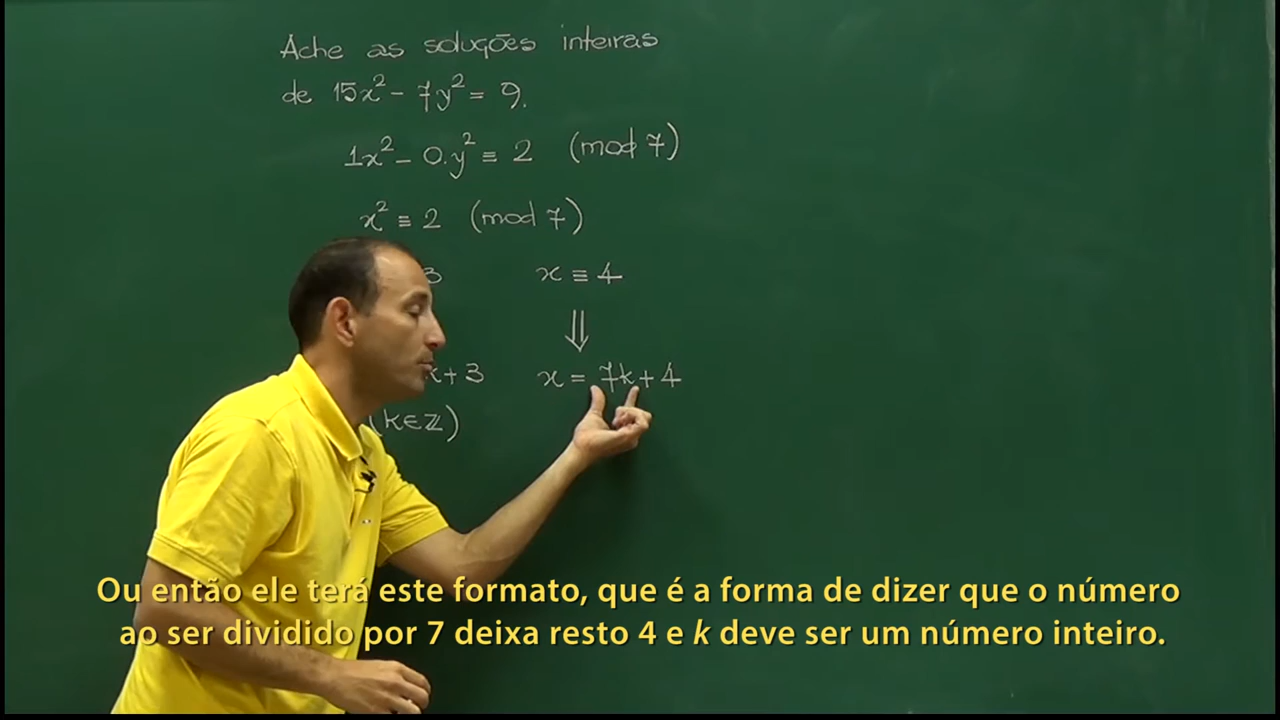 Ache as soluções inteiras
de 15x² - 7y² = 9.
1x² - 0.y² ≡ 2 (mod 7)
x² ≡ 2 (mod 7)
3 x ≡ 4
⇓
k+3 x = 7k+4
(k∈ℤ)
Ou então ele terá este formato, que é a forma de dizer que o número
ao ser dividido por 7 deixa resto 4 e k deve ser um número inteiro.